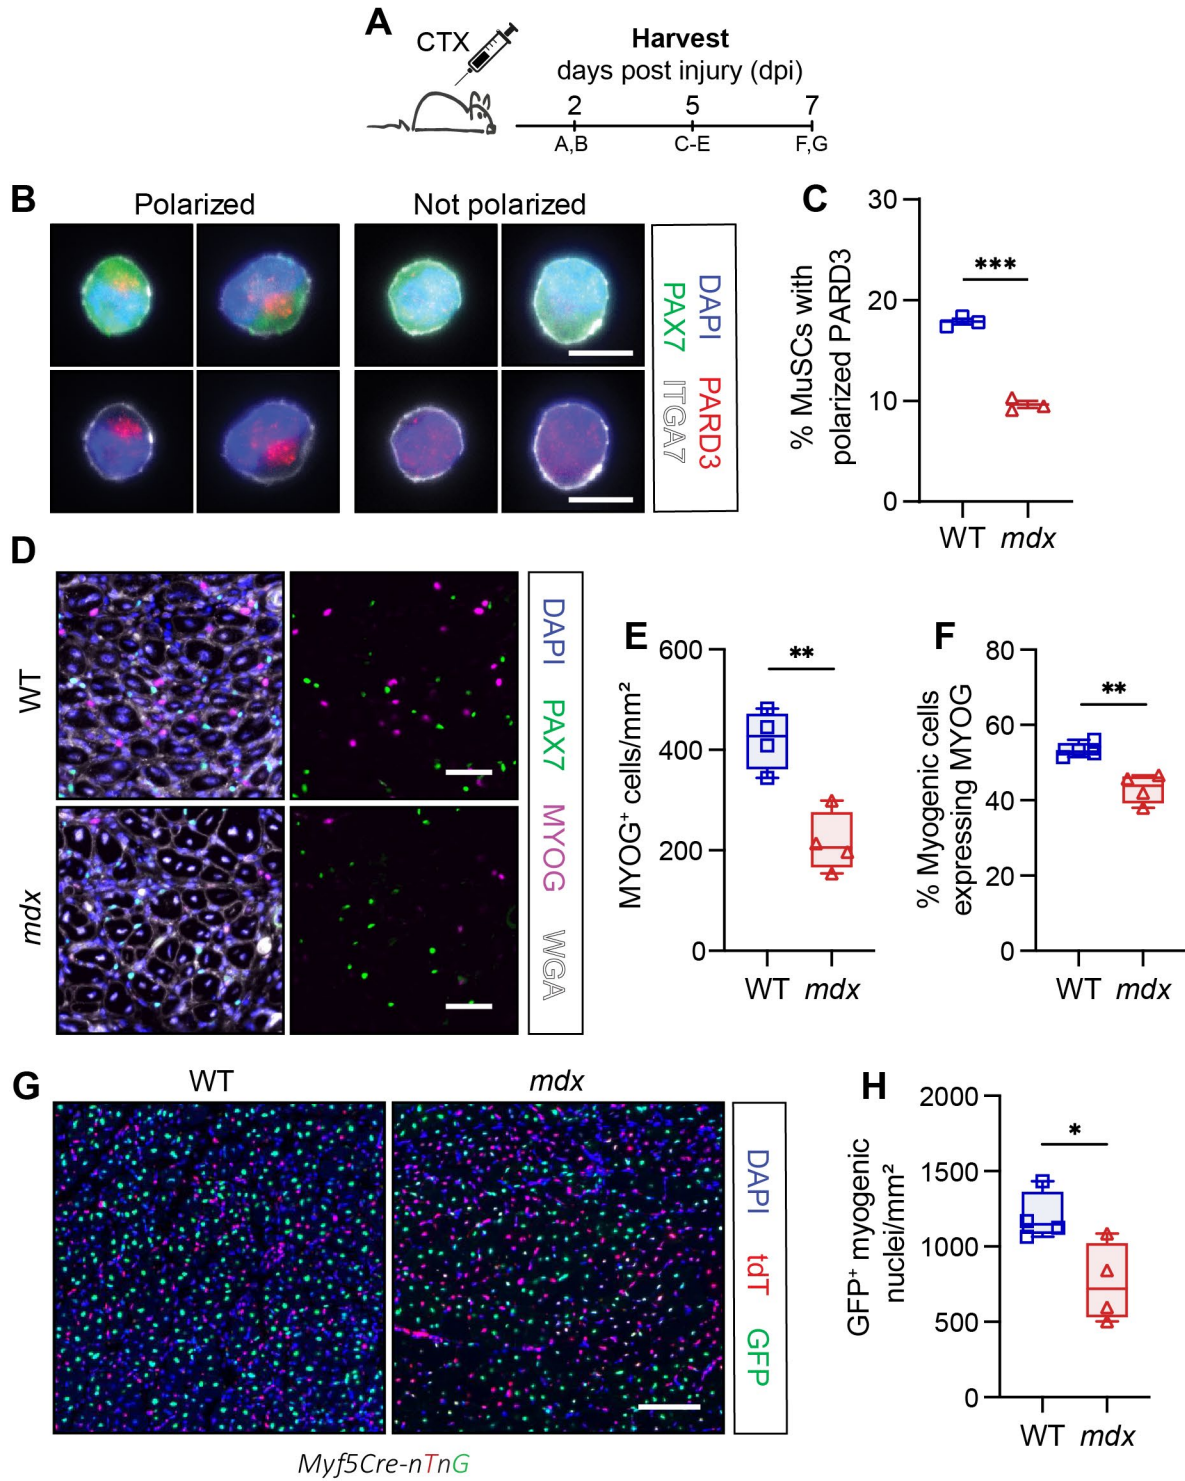 A
CTX
Harvest
days post injury (dpi)
2 5 7
A,B C-E F,G
B
Polarized Not polarized
DAPI PARD3
PAX7 ITGA7
C
% MuSCs with
polarized PARD3
***
30
20
10
0
WT mdx
D
WT
mdx
DAPI PAX7 MYOG WGA
E
MYOG⁺ cells/mm²
**
600
400
200
0
WT mdx
F
% Myogenic cells
expressing MYOG
**
80
60
40
20
0
WT mdx
G
WT mdx
DAPI tdT GFP
Myf5Cre-nTnG
H
GFP⁺ myogenic
nuclei/mm²
*
2000
1500
1000
500
0
WT mdx